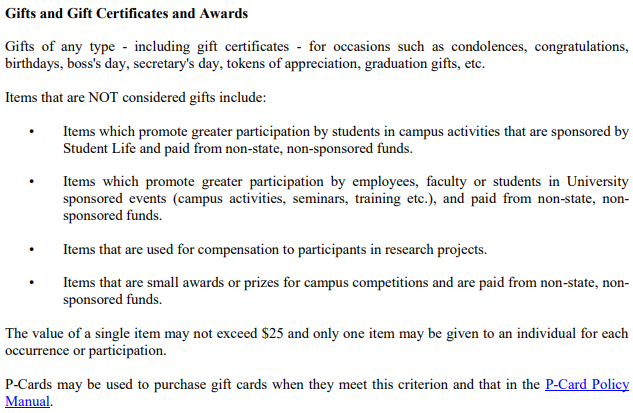 Gifts and Gift Certificates and Awards
Gifts of any type - including gift certificates - for occasions such as condolences, congratulations,
birthdays, boss's day, secretary's day, tokens of appreciation, graduation gifts, etc.
Items that are NOT considered gifts include:
• Items which promote greater participation by students in campus activities that are sponsored by
Student Life and paid from non-state, non-sponsored funds.
• Items which promote greater participation by employees, faculty or students in University
sponsored events (campus activities, seminars, training etc.), and paid from non-state, non-
sponsored funds.
• Items that are used for compensation to participants in research projects.
• Items that are small awards or prizes for campus competitions and are paid from non-state, non-
sponsored funds.
The value of a single item may not exceed $25 and only one item may be given to an individual for each
occurrence or participation.
P-Cards may be used to purchase gift cards when they meet this criterion and that in the P-Card Policy
Manual.